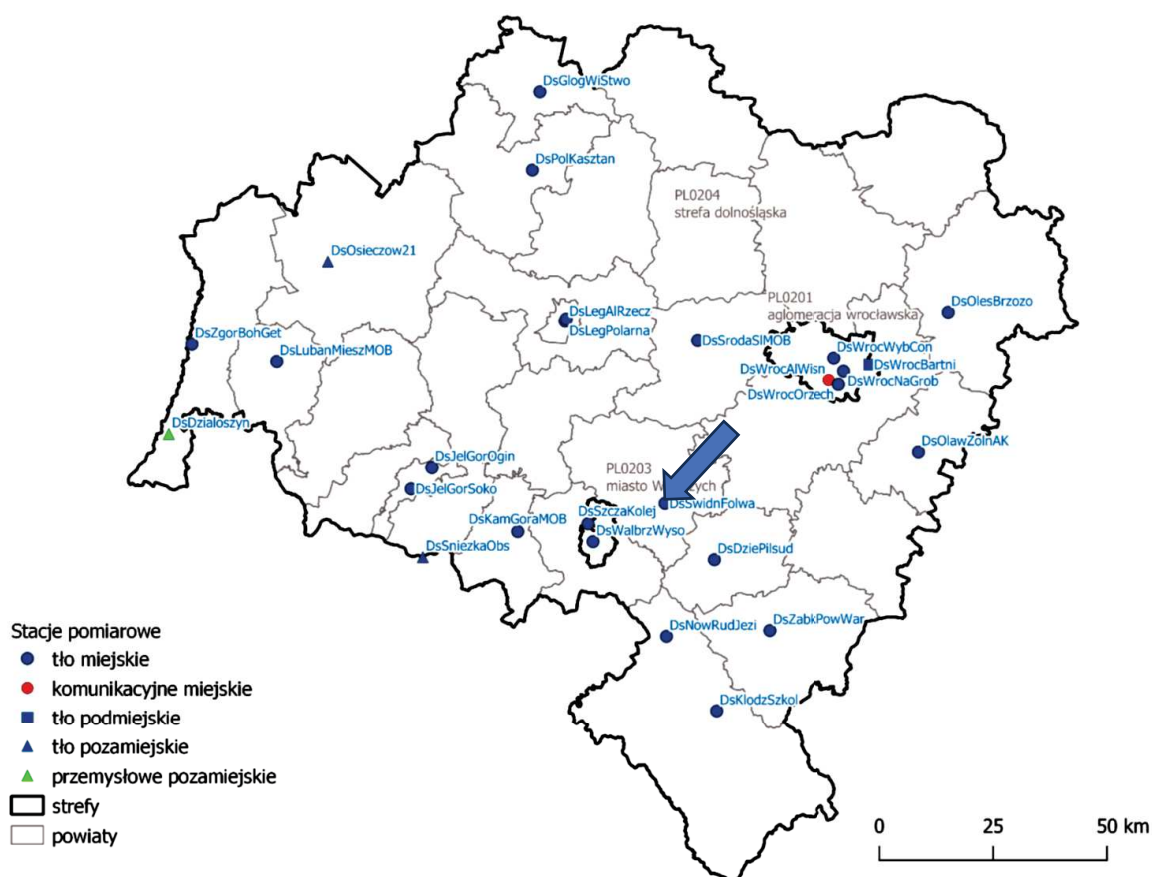 DsGlogWiStwo
DsPolKasztan
PL0204
strefa dolnośląska
DsOsieczow21
PL0201
aglomeracja wrocławska
DsOlesBrzozo
DsLegAlRzecz
DsLegPolarna
DsZgorBohGet
DsLubanMieszMOB
DsSrodaSlMOB
DsWrocWybCon
DsWrocBartni
DsWrocAlWisn
DsWrocNaGrob
DsWrocOrzech
DsDzialoszyn
DsOlawZolnAK
DsJelGorOgin
PL0203
miasto W
zych
DsJelGorSoko
DsSwidnFolwa
DsSzczaKolej
DsKamGoraMOB
DsWalbrzWyso
DsSniezkaObs
DsDziePilsud
DsNowRudJezi
DsZabkPowWar
DsKlodzSzkol
Stacje pomiarowe
tło miejskie
komunikacyjne miejskie
tło podmiejskie
tło pozamiejskie
przemysłowe pozamiejskie
strefy
powiaty
0 25 50 km